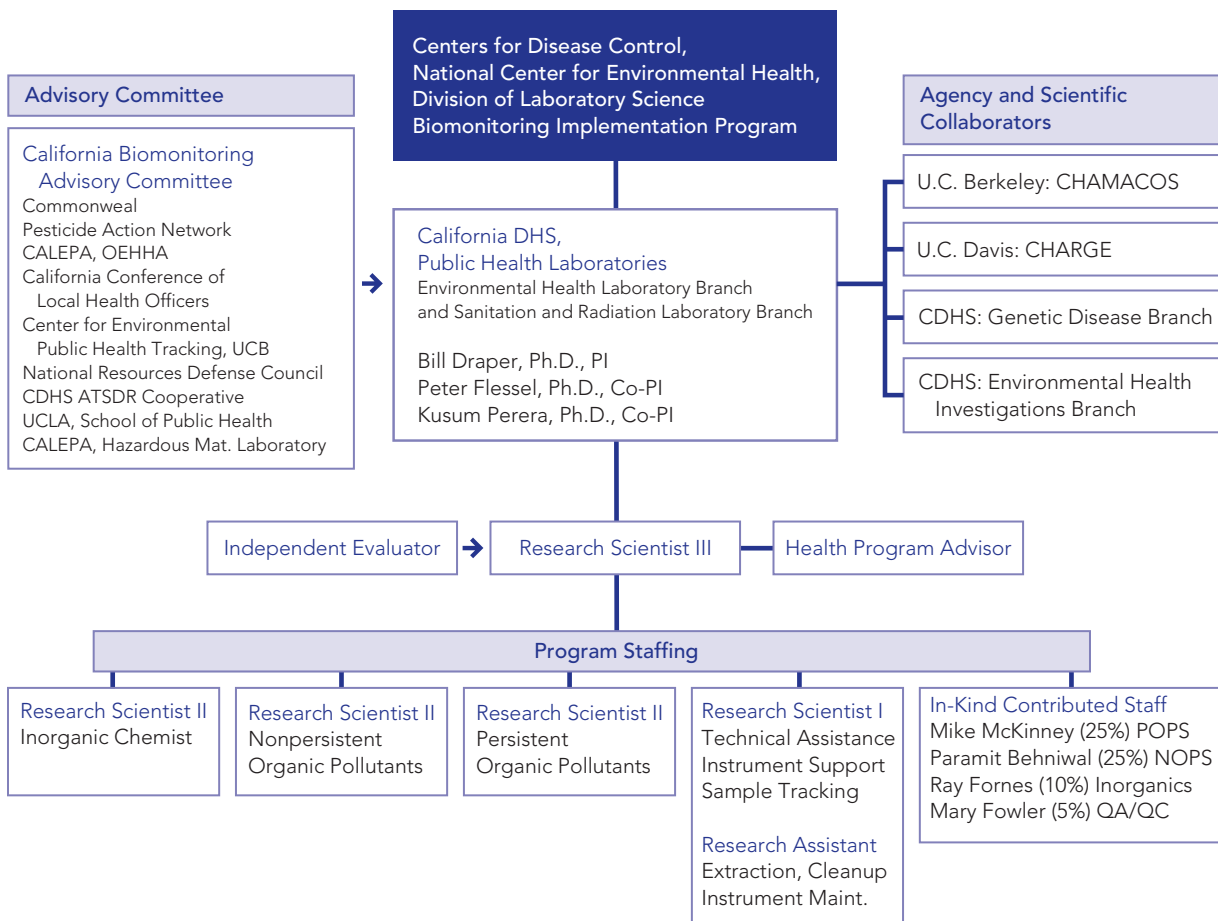 Centers for Disease Control,
National Center for Environmental Health,
Division of Laboratory Science
Biomonitoring Implementation Program
Advisory Committee
California Biomonitoring
Advisory Committee
Commonweal
Pesticide Action Network
CALEPA, OEHHA
California Conference of
Local Health Officers
Center for Environmental
Public Health Tracking, UCB
National Resources Defense Council
CDHS ATSDR Cooperative
UCLA, School of Public Health
CALEPA, Hazardous Mat. Laboratory
California DHS,
Public Health Laboratories
Environmental Health Laboratory Branch
and Sanitation and Radiation Laboratory Branch
Bill Draper, Ph.D., PI
Peter Flessel, Ph.D., Co-PI
Kusum Perera, Ph.D., Co-PI
Agency and Scientific
Collaborators
U.C. Berkeley: CHAMACOS
U.C. Davis: CHARGE
CDHS: Genetic Disease Branch
CDHS: Environmental Health
Investigations Branch
Independent Evaluator
Research Scientist III
Health Program Advisor
Program Staffing
Research Scientist II
Inorganic Chemist
Research Scientist II
Nonpersistent
Organic Pollutants
Research Scientist II
Persistent
Organic Pollutants
Research Scientist I
Technical Assistance
Instrument Support
Sample Tracking
Research Assistant
Extraction, Cleanup
Instrument Maint.
In-Kind Contributed Staff
Mike McKinney (25%) POPS
Paramit Behniwal (25%) NOPS
Ray Fornes (10%) Inorganics
Mary Fowler (5%) QA/QC